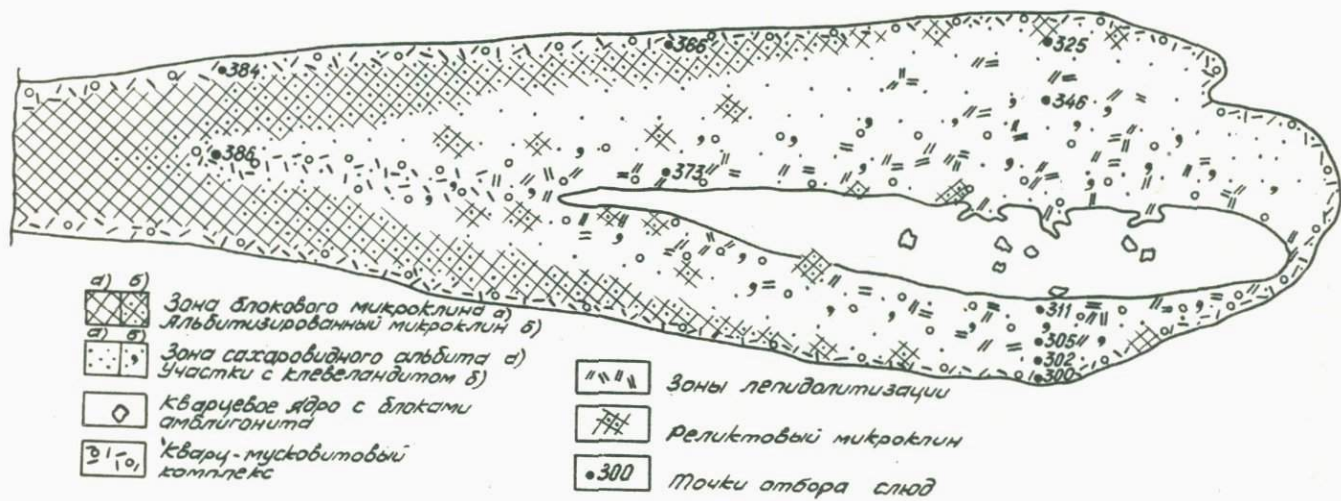 366
325
384
346
386
373
311
305
302
300
а) б)
Зона блокового микроклина а)
Альбитизированный микроклин б)
а) б)
Зона сахаровидного альбита а)
Участки с клевеландитом б)
Кварцевое ядро с блоками
амблигонита
Кварц-мусковитовый
комплекс
Зоны лепидолитизации
Реликтовый микроклин
300
Точки отбора слюд